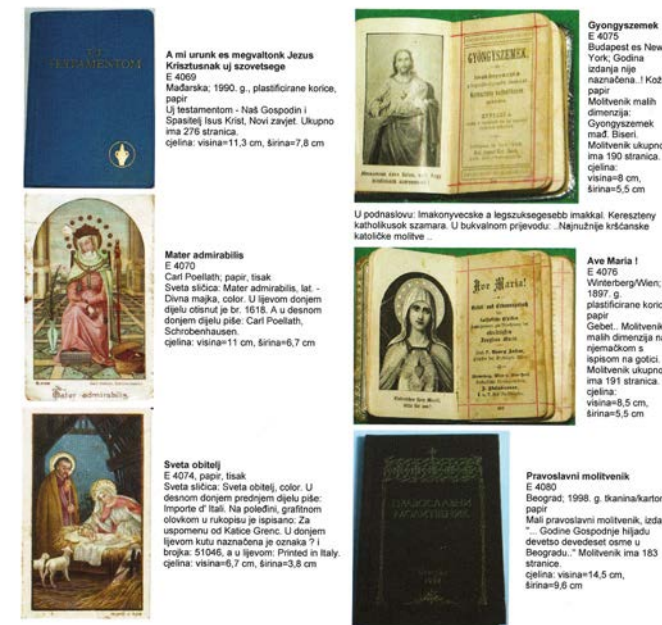 TESTAMENTOM
A mi urunk es megvaltonk Jezus
Krisztusnak uj szovetsege
E 4069
Mađarska; 1990. g., plastificirane korice,
papir
Uj testamentom - Naš Gospodin i
Spasitelj Isus Krist, Novi zavjet. Ukupno
ima 276 stranica.
cjelina: visina=11,3 cm, širina=7,8 cm
Mater admirabilis
Mater admirabilis
E 4070
Carl Poellath; papir, tisak
Sveta sličica: Mater admirabilis, lat. -
Divna majka, color. U lijevom donjem
dijelu otisnut je br. 1618. A u desnom
donjem dijelu piše: Carl Poellath,
Schrobenhausen.
cjelina: visina=11 cm, širina=6,7 cm
Sveta obitelj
E 4074, papir, tisak
Sveta sličica: Sveta obitelj, color. U
desnom donjem prednjem dijelu piše:
Importe d' Itali. Na poleđini, grafitnom
olovkom u rukopisu je ispisano: Za
uspomenu od Katice Grenc. U donjem
lijevom kutu naznačena je oznaka ? i
brojka: 51046, a u lijevom: Printed in Italy.
cjelina: visina=6,7 cm, širina=3,8 cm
GYÖNGYSZEMEK
Gyongyszemek
E 4075
Budapest es New
York; Godina
izdanja nije
naznačena..! Kož
papir
Molitvenik malih
dimenzija:
Gyongyszemek
mađ. Biseri.
Molitvenik ukupno
ima 190 stranica.
cjelina:
visina=8 cm,
širina=5,5 cm
U podnaslovu: Imakonyvecske a legszuksegesebb imakkal. Kereszteny
katholikusok szamara. U bukvalnom prijevodu: ..Najnužnije kršćanske
katoličke molitve ..
Ave Maria!
Ave Maria !
E 4076
Winterberg/Wien;
1897. g.
plastificirane koric
papir
Gebet.. Molitvenik
malih dimenzija na
njemačkom s
ispisom na gotici.
Molitvenik ukupno
ima 191 stranica.
cjelina:
visina=8,5 cm,
širina=5,5 cm
ПРАВОСЛАВНИ
МОЛИТВЕНИК
Pravoslavni molitvenik
E 4080
Beograd; 1998. g. tkanina/karton
papir
Mali pravoslavni molitvenik, izda
"... Godine Gospodnje hiljadu
devetso devedeset osme u
Beogradu.." Molitvenik ima 183
stranice.
cjelina: visina=14,5 cm,
širina=9,6 cm